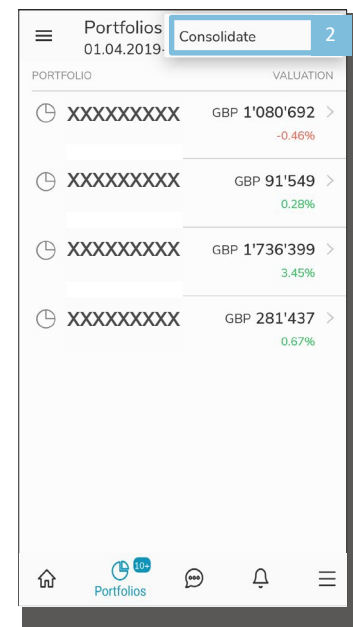 Portfolios
01.04.2019-
Consolidate
2
PORTFOLIO VALUATION
XXXXXXXXX GBP 1'080'692
-0.46%
XXXXXXXXX GBP 91'549
0.28%
XXXXXXXXX GBP 1'736'399
3.45%
XXXXXXXXX GBP 281'437
0.67%
10+
Portfolios